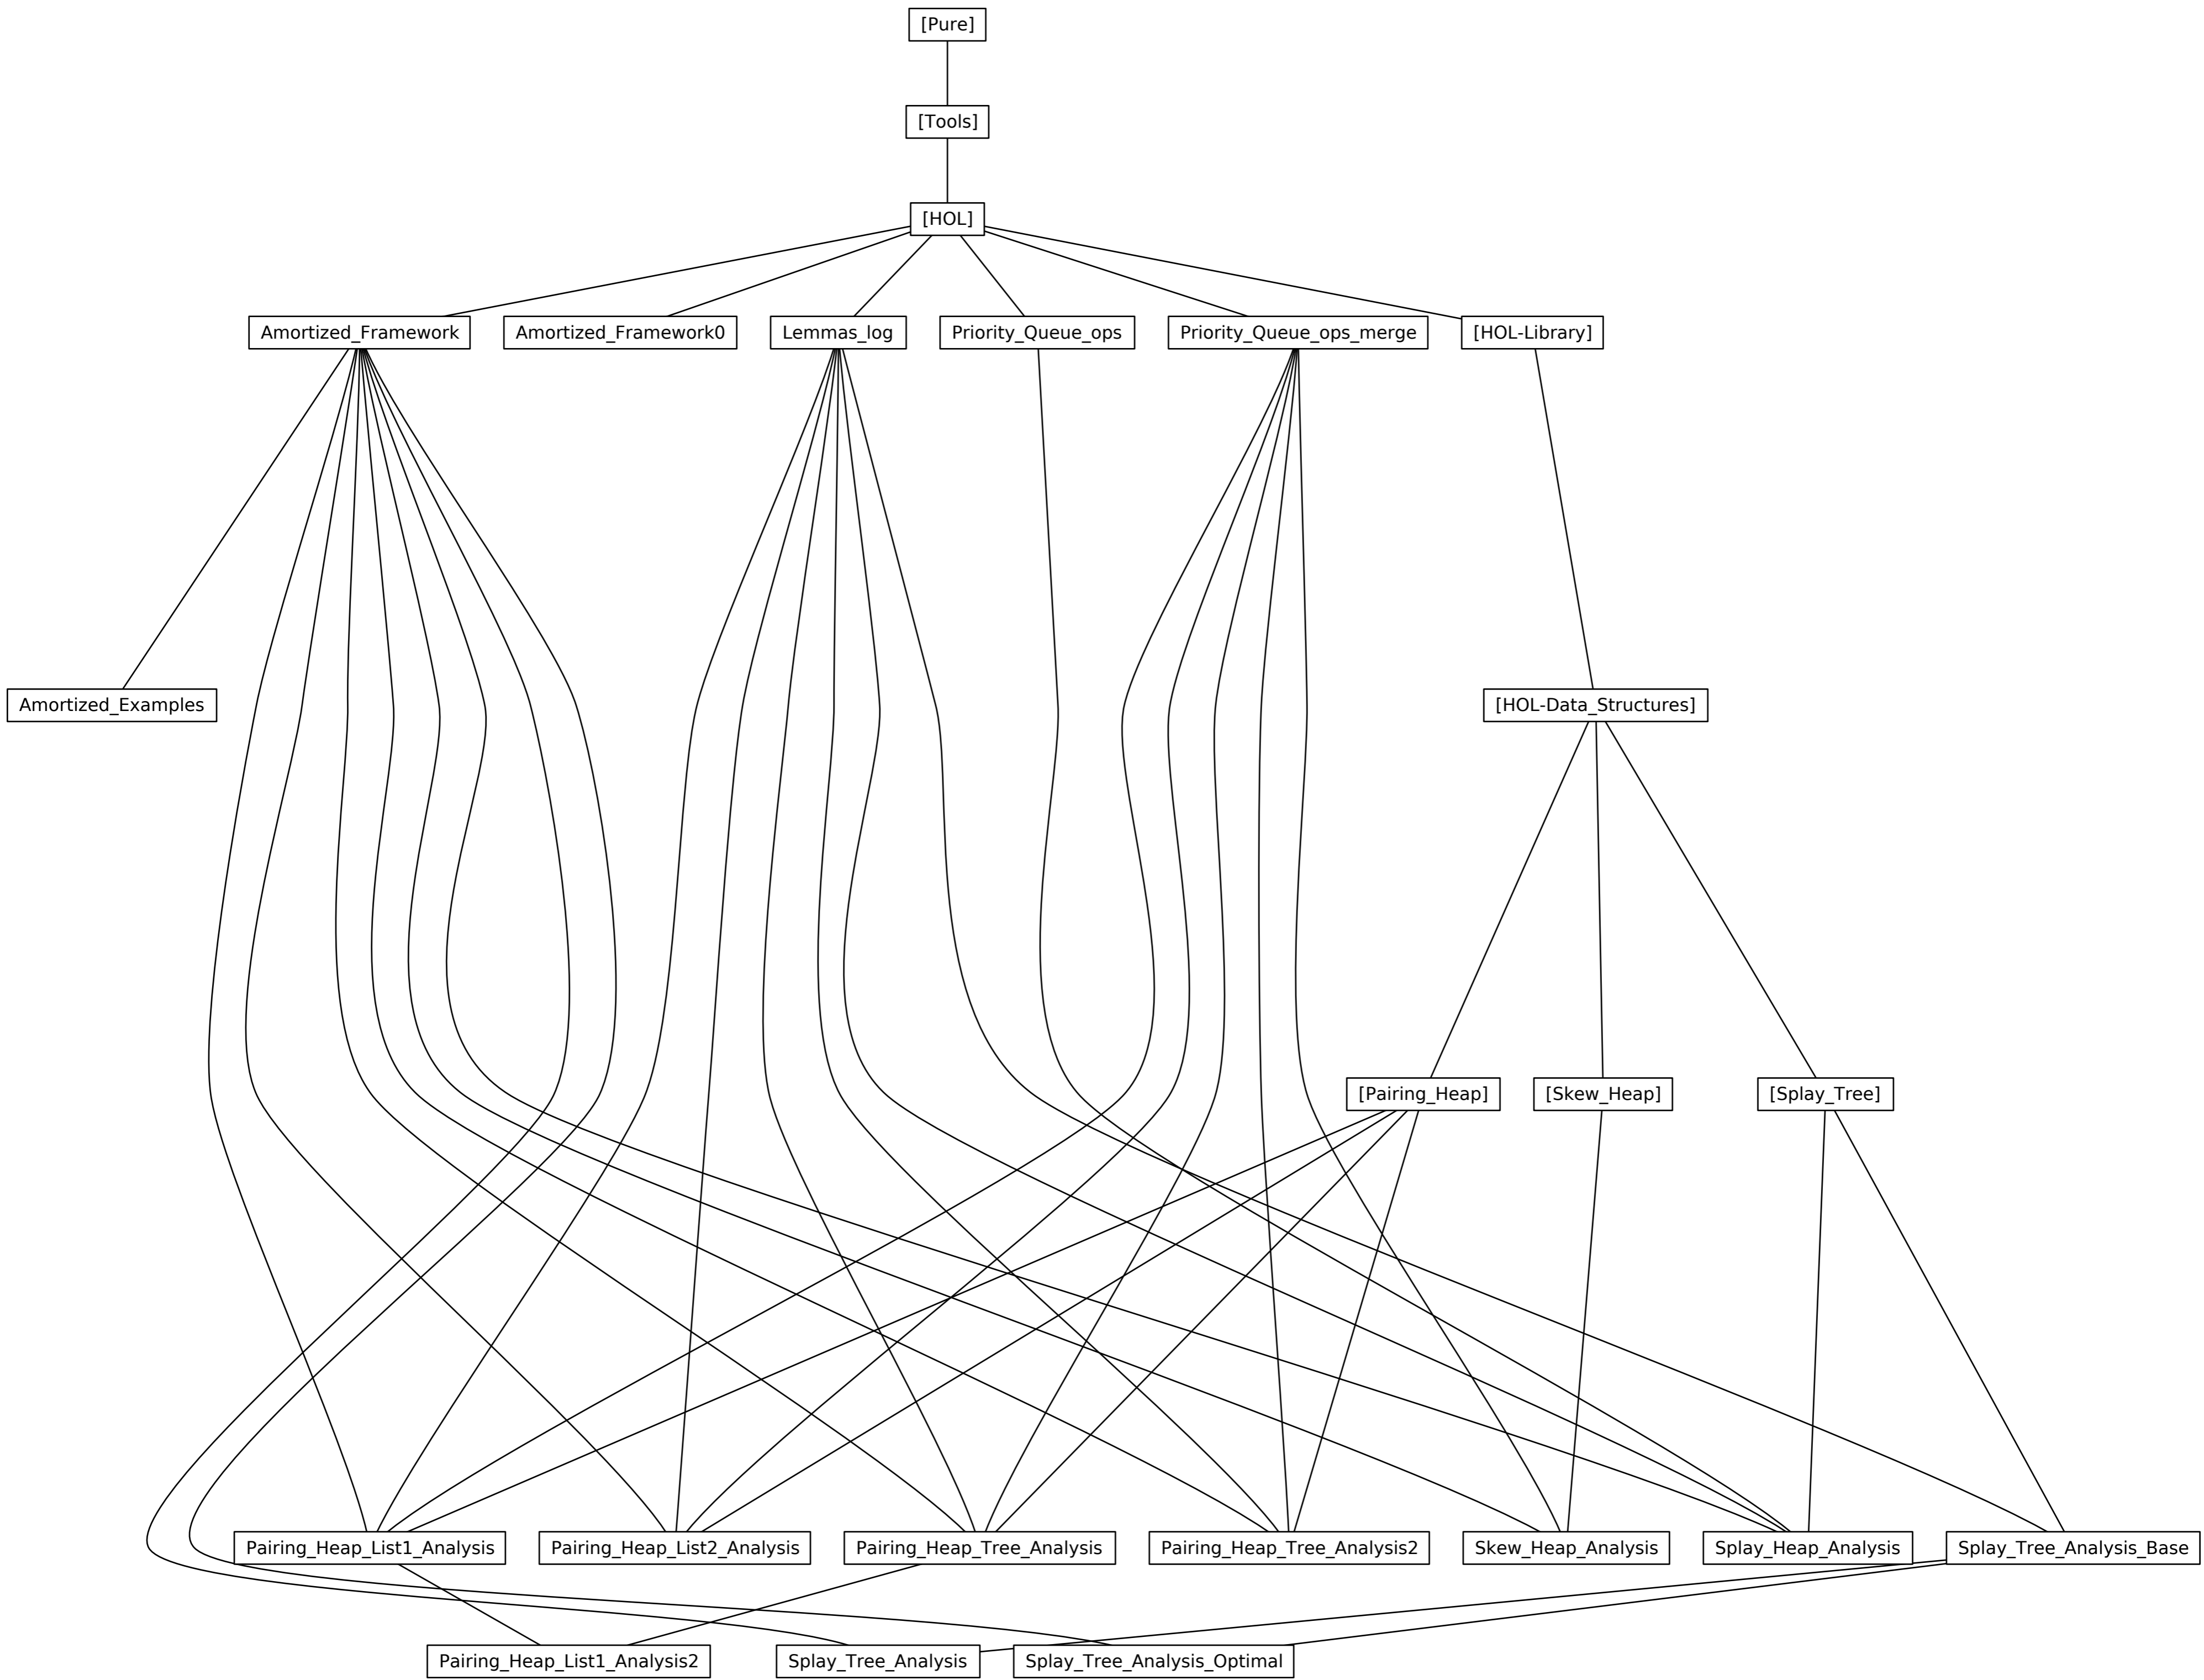 [Pure]
[Tools]
[HOL]
Amortized_Framework
Amortized_Framework0
Lemmas_log
Priority_Queue_ops
Priority_Queue_ops_merge
[HOL-Library]
Amortized_Examples
[HOL-Data_Structures]
[Pairing_Heap]
[Skew_Heap]
[Splay_Tree]
Pairing_Heap_List1_Analysis
Pairing_Heap_List2_Analysis
Pairing_Heap_Tree_Analysis
Pairing_Heap_Tree_Analysis2
Skew_Heap_Analysis
Splay_Heap_Analysis
Splay_Tree_Analysis_Base
Pairing_Heap_List1_Analysis2
Splay_Tree_Analysis
Splay_Tree_Analysis_Optimal